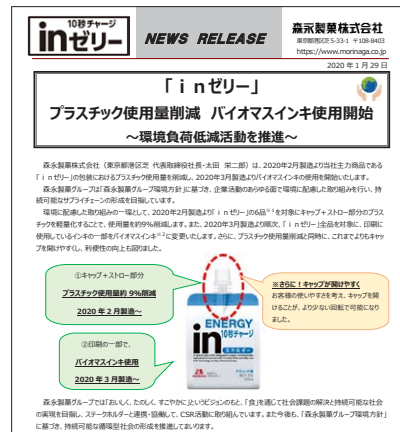 10秒チャージ
inゼリー
NEWS RELEASE
森永製菓株式会社
東京都港区芝5-33-1 〒108-8403
https://www.morinaga.co.jp
2020年1月29日
「inゼリー」
プラスチック使用量削減 バイオマスインキ使用開始
～環境負荷低減活動を推進～
森永製菓株式会社（東京都港区芝 代表取締役社長・太田 栄二郎）は、2020年2月製造より当社主力商品である
「inゼリー」の包装におけるプラスチック使用量を削減し、2020年3月製造よりバイオマスインキの使用を開始いたします。
森永製菓グループは「森永製菓グループ環境方針」に基づき、企業活動のあらゆる面で環境に配慮した取り組みを行い、持
続可能なサプライチェーンの形成を目指しています。
環境に配慮した取り組みの一環として、2020年2月製造より「inゼリー」の6品※1を対象にキャップ＋ストロー部分のプラス
チックを軽量化することで、使用量を約9%削減します。また、2020年3月製造より順次、「inゼリー」全品を対象に、印刷に
使用しているインキの一部をバイオマスインキ※2に変更いたします。さらに、プラスチック使用量削減と同時に、これまでよりもキャッ
プを開けやすくし、利便性の向上も図りました。
①キャップ＋ストロー部分
プラスチック使用量約9%削減
2020年2月製造～
※さらに！キャップが開けやすく
お客様の使いやすさを考え、キャップを開
けることが、より少ない回転で可能になり
ました。
②印刷の一部で、
バイオマスインキ使用
2020年3月製造～
ENERGY
10秒チャージ
in
森永製菓グループでは『おいしく、たのしく、すこやかに』というビジョンのもと、「食」を通じて社会課題の解決と持続可能な社会
の実現を目指し、ステークホルダーと連携・協働して、CSR活動に取り組んでいます。また今後も、「森永製菓グループ環境方針」
に基づき、持続可能な循環型社会の形成を推進してまいります。